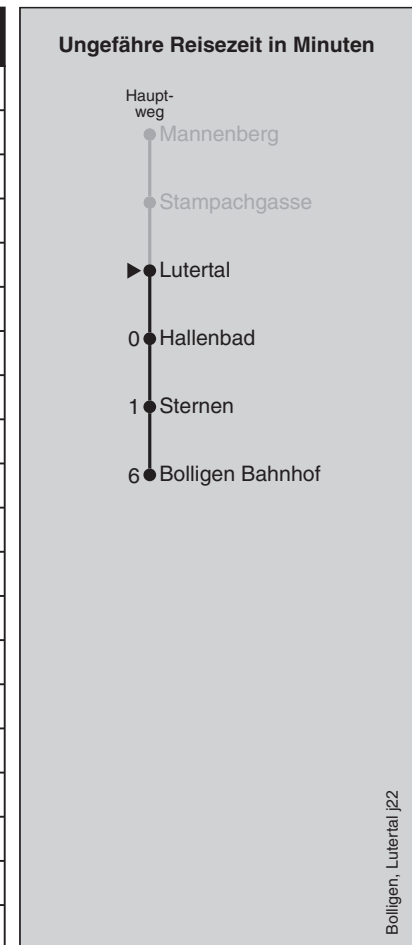 Ungefähre Reisezeit in Minuten
Haupt-
weg
Mannenberg
Stampachgasse
Lutertal
0 Hallenbad
1 Sternen
6 Bolligen Bahnhof
Bolligen, Lutertal j22